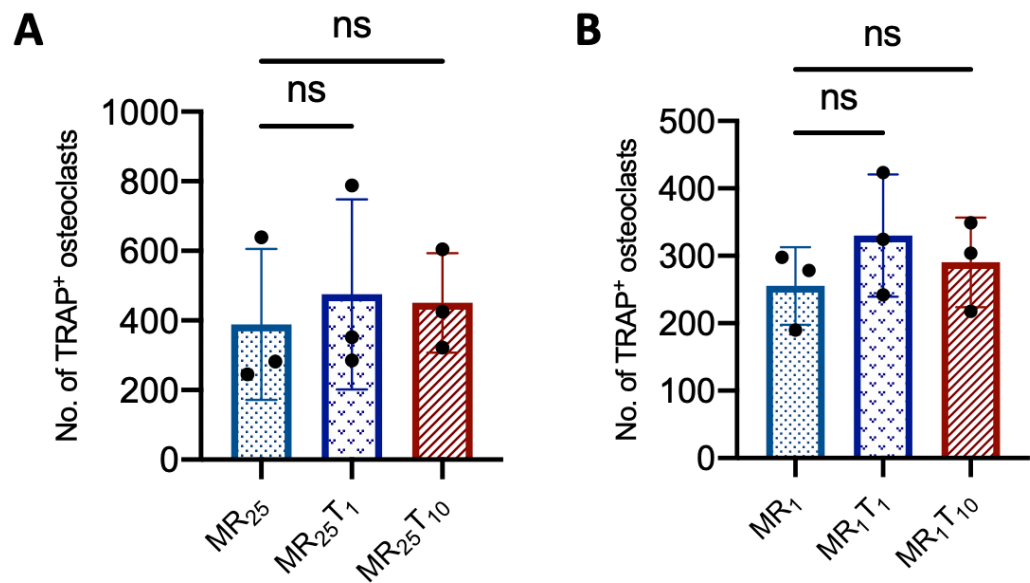 A
ns
ns
No. of TRAP⁺ osteoclasts
1000
800
600
400
200
0
MR₂₅
MR₂₅T₁
MR₂₅T₁₀
B
ns
ns
No. of TRAP⁺ osteoclasts
500
400
300
200
100
0
MR₁
MR₁T₁
MR₁T₁₀